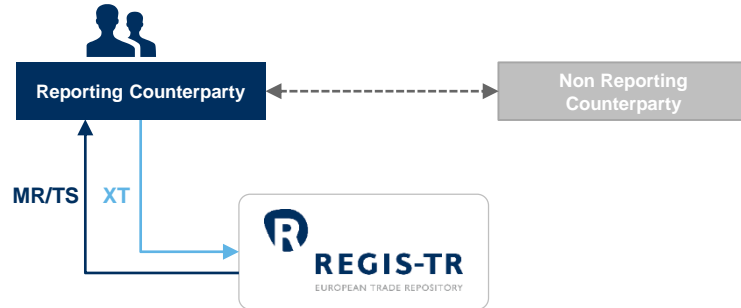 Reporting Counterparty
Non Reporting
Counterparty
MR/TS
XT
R
REGIS-TR
EUROPEAN TRADE REPOSITORY